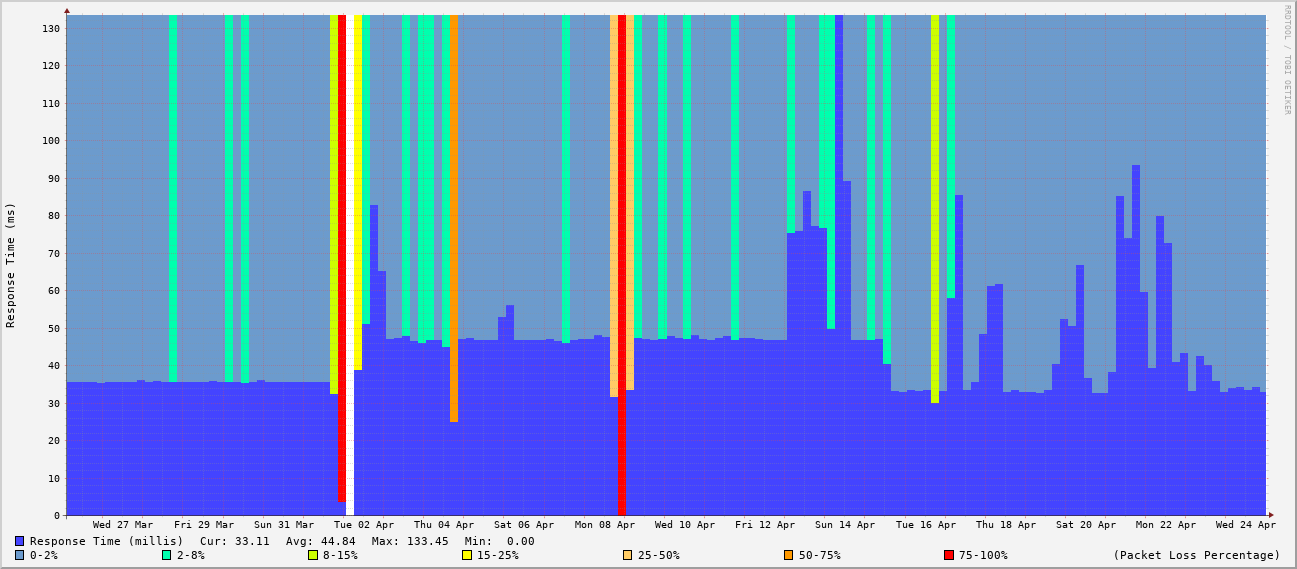 RRDTOOL / TOBI OETIKER
Response Time (ms)
130
120
110
100
90
80
70
60
50
40
30
20
10
0
Wed 27 Mar Fri 29 Mar Sun 31 Mar Tue 02 Apr Thu 04 Apr Sat 06 Apr Mon 08 Apr Wed 10 Apr Fri 12 Apr Sun 14 Apr Tue 16 Apr Thu 18 Apr Sat 20 Apr Mon 22 Apr Wed 24 Apr
Response Time (millis) Cur: 33.11 Avg: 44.84 Max: 133.45 Min: 0.00
0-2% 2-8% 8-15% 15-25% 25-50% 50-75% 75-100% (Packet Loss Percentage)